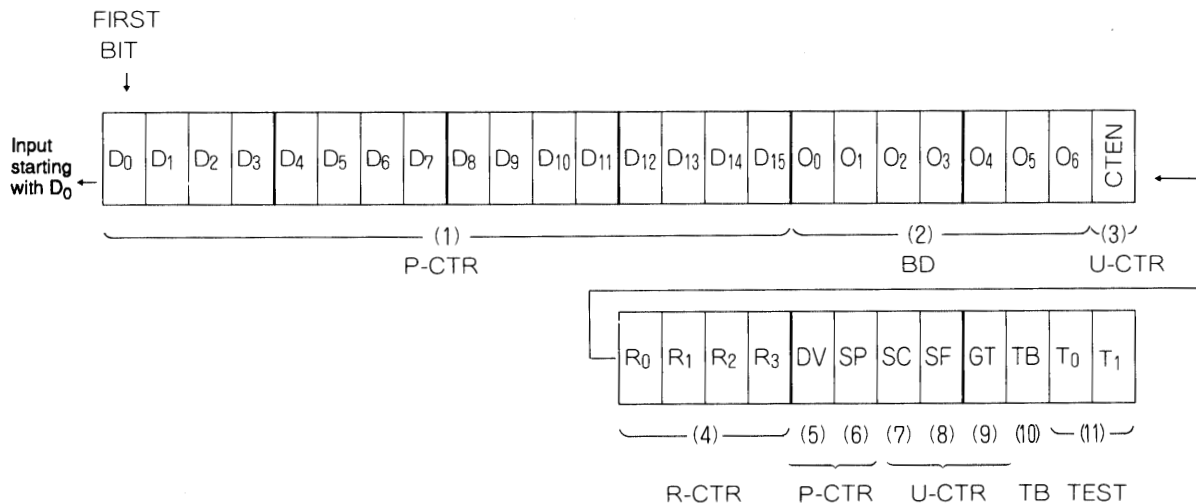 FIRST
BIT
↓
Input
starting
with D₀
←
D₀ D₁ D₂ D₃ D₄ D₅ D₆ D₇ D₈ D₉ D₁₀ D₁₁ D₁₂ D₁₃ D₁₄ D₁₅ O₀ O₁ O₂ O₃ O₄ O₅ O₆ CTEN
(1) (2) (3)
P-CTR BD U-CTR
R₀ R₁ R₂ R₃ DV SP SC SF GT TB T₀ T₁
(4) (5) (6) (7) (8) (9) (10) (11)
R-CTR P-CTR U-CTR TB TEST